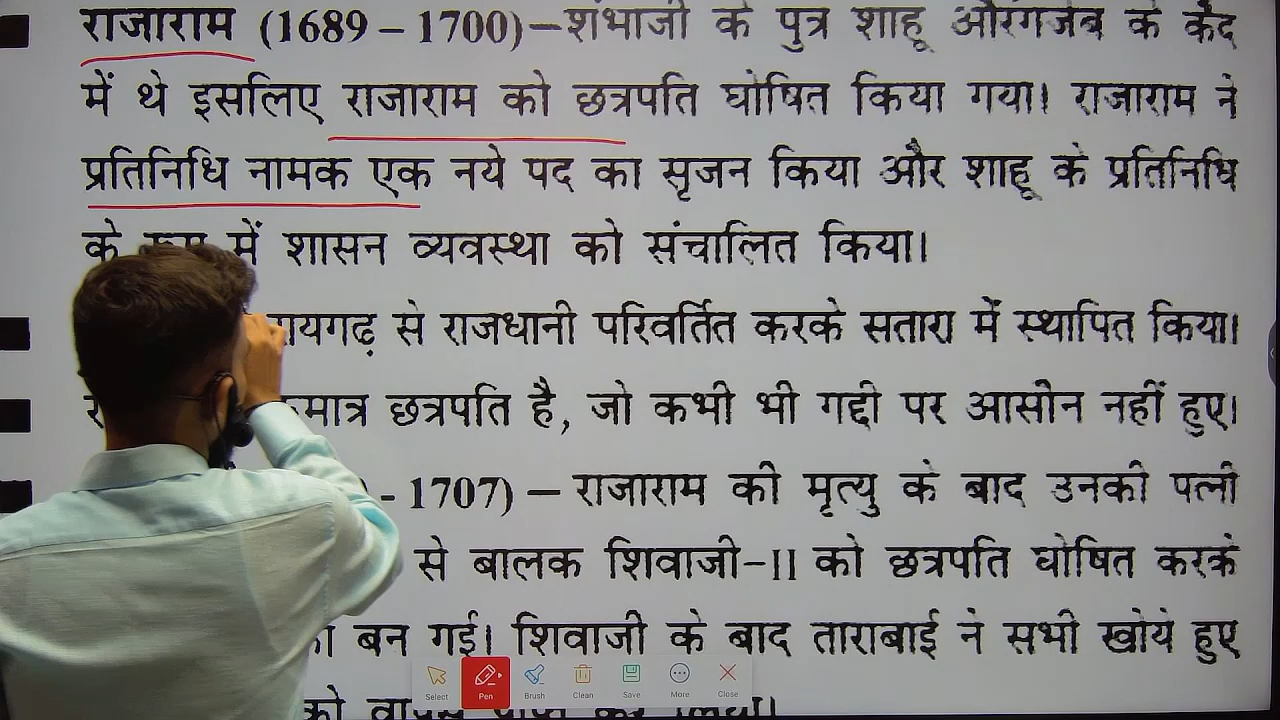 राजाराम (1689 – 1700)–शंभाजी के पुत्र शाहू औरंगजेब के कैद
में थे इसलिए राजाराम को छत्रपति घोषित किया गया। राजाराम ने
प्रतिनिधि नामक एक नये पद का सृजन किया और शाहू के प्रतिनिधि
के रूप में शासन व्यवस्था को संचालित किया।
रायगढ़ से राजधानी परिवर्तित करके सतारा में स्थापित किया।
छत्रपति है, जो कभी भी गद्दी पर आसीन नहीं हुए।
- 1707) – राजाराम की मृत्यु के बाद उनकी पत्नी
से बालक शिवाजी-II को छत्रपति घोषित करके
बन गई। शिवाजी के बाद ताराबाई ने सभी खोये हुए
को वापस प्राप्त कर लिया।
Select Pen Brush Clean Save More Close